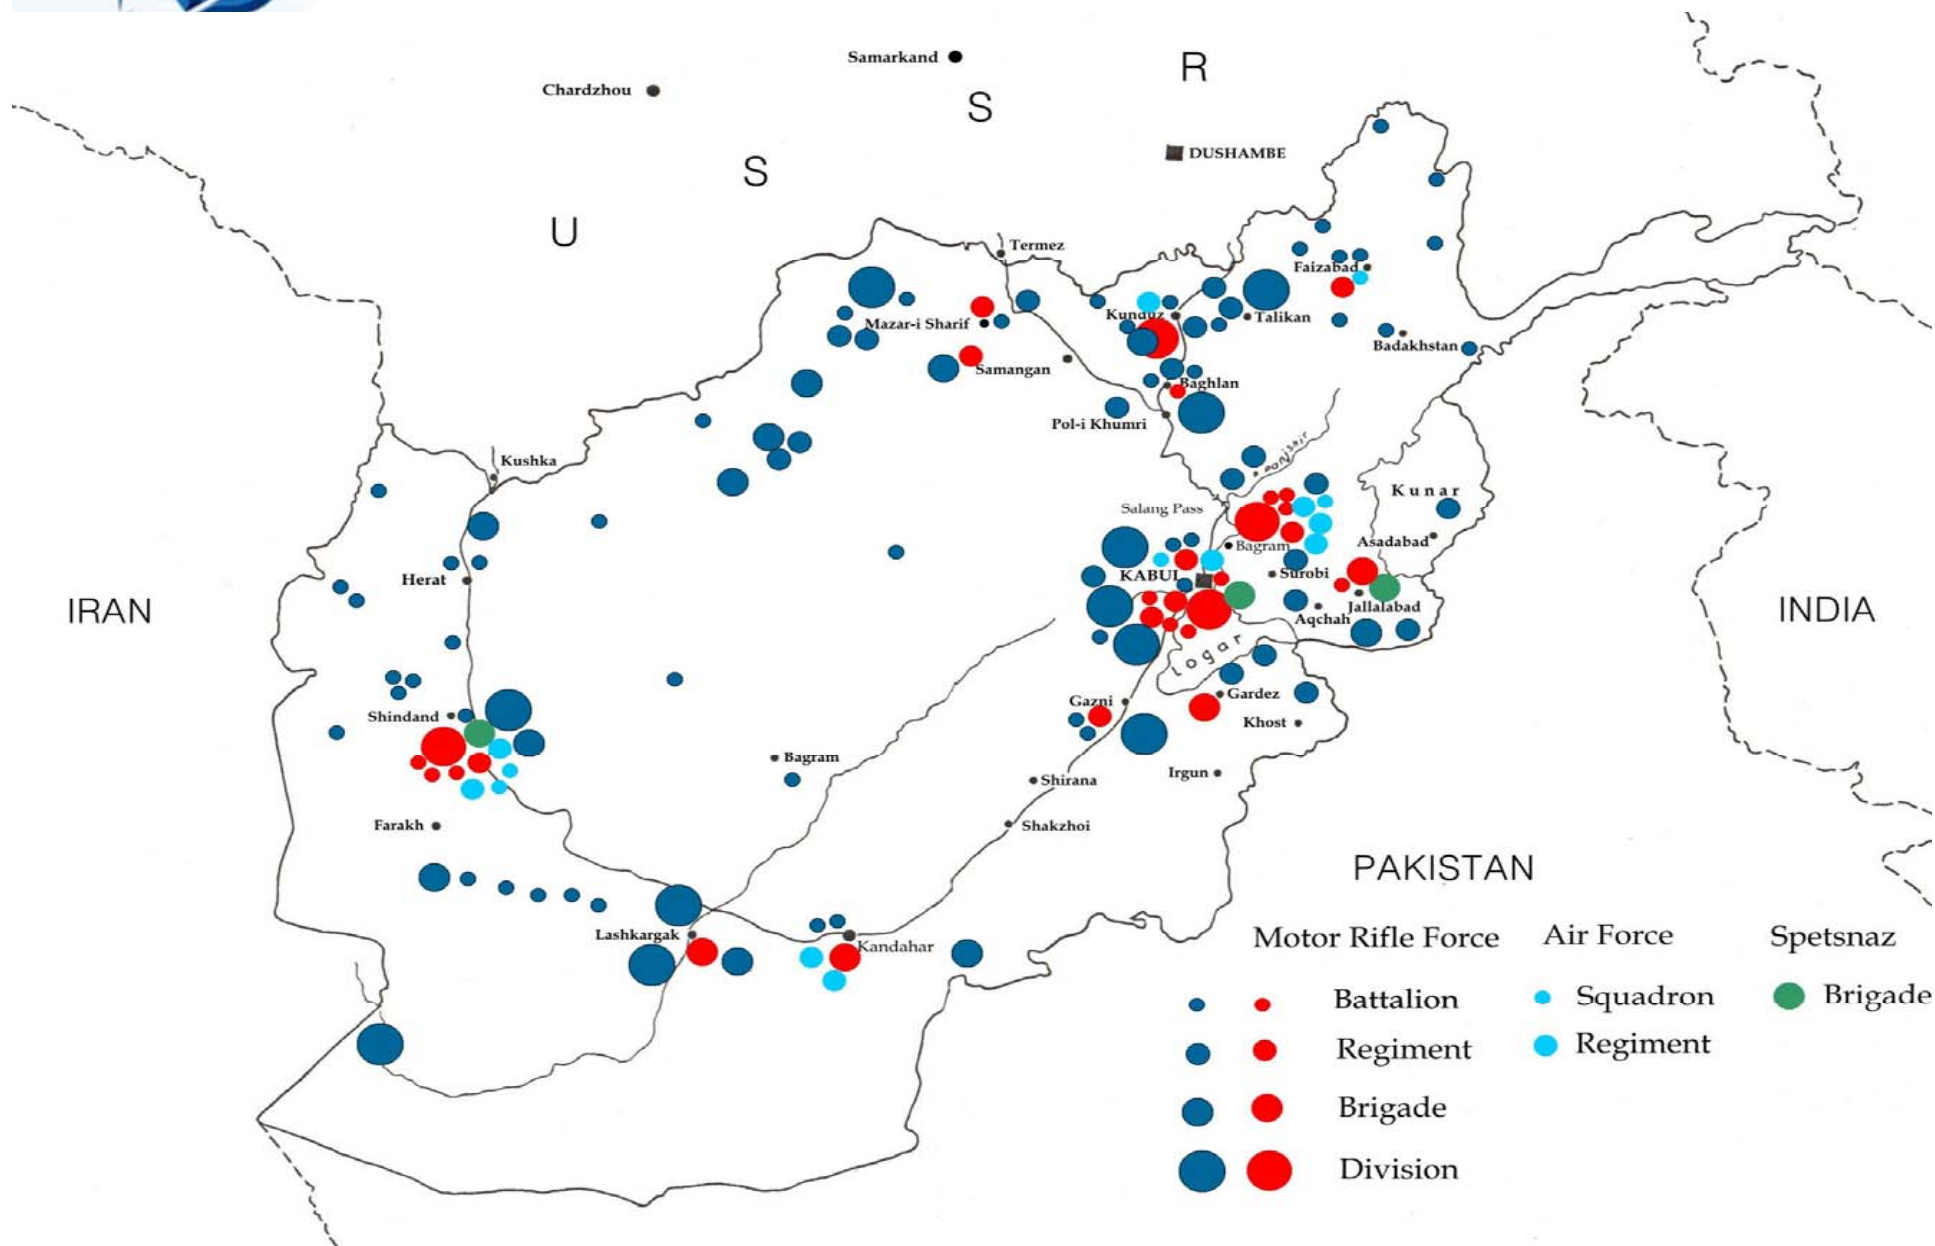 Samarkand
Chardzhou
R
S
DUSHAMBE
S
U
Termez
Faizabad
Kunduz
Talikan
Mazar-i Sharif
Badakhstan
Samangan
Baghlan
Pol-i Khumri
Panjshir
Kushka
Kunar
Salang Pass
Asadabad
Bagram
Surobi
KABUL
Herat
IRAN
INDIA
Jallalabad
Aqchah
Logar
Gardez
Gazni
Shindand
Khost
Bagram
Irgun
Shirana
Farakh
Shakzhoi
PAKISTAN
Lashkargak
Kandahar
Motor Rifle Force
Air Force
Spetsnaz
Battalion
Squadron
Brigade
Regiment
Regiment
Brigade
Division